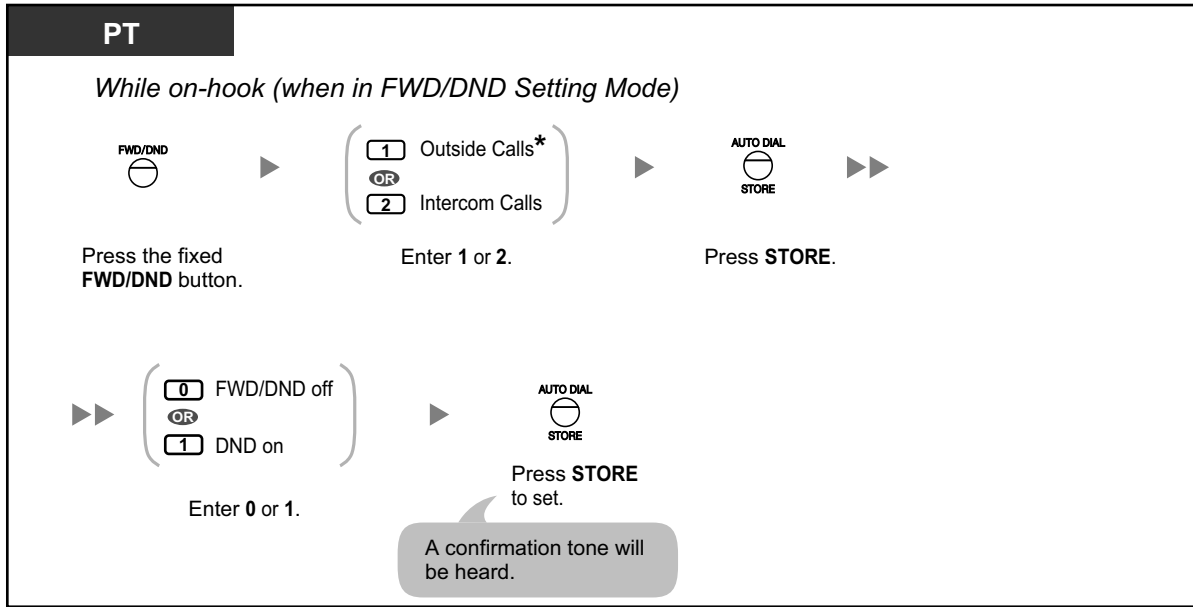 PT
While on-hook (when in FWD/DND Setting Mode)
FWD/DND
1 Outside Calls*
OR
2 Intercom Calls
AUTO DIAL
STORE
Press the fixed
FWD/DND button.
Enter 1 or 2.
Press STORE.
0 FWD/DND off
OR
1 DND on
AUTO DIAL
STORE
Enter 0 or 1.
Press STORE
to set.
A confirmation tone will
be heard.